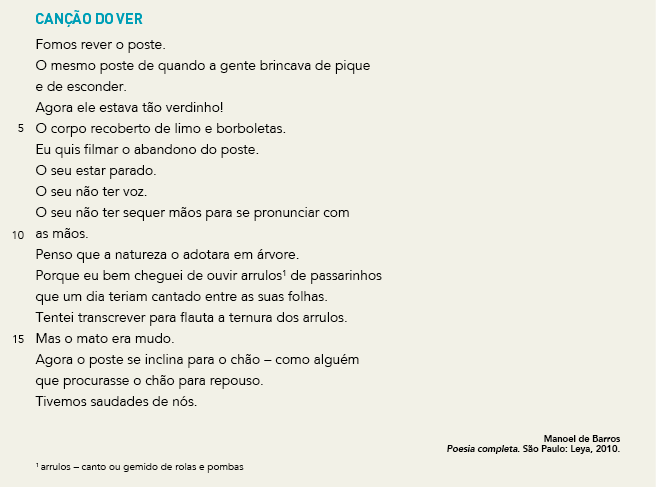 CANÇÃO DO VER
Fomos rever o poste.
O mesmo poste de quando a gente brincava de pique
e de esconder.
Agora ele estava tão verdinho!
5 O corpo recoberto de limo e borboletas.
Eu quis filmar o abandono do poste.
O seu estar parado.
O seu não ter voz.
O seu não ter sequer mãos para se pronunciar com
10 as mãos.
Penso que a natureza o adotara em árvore.
Porque eu bem cheguei de ouvir arrulos¹ de passarinhos
que um dia teriam cantado entre as suas folhas.
Tentei transcrever para flauta a ternura dos arrulos.
15 Mas o mato era mudo.
Agora o poste se inclina para o chão – como alguém
que procurasse o chão para repouso.
Tivemos saudades de nós.
Manoel de Barros
Poesia completa. São Paulo: Leya, 2010.
¹ arrulos – canto ou gemido de rolas e pombas